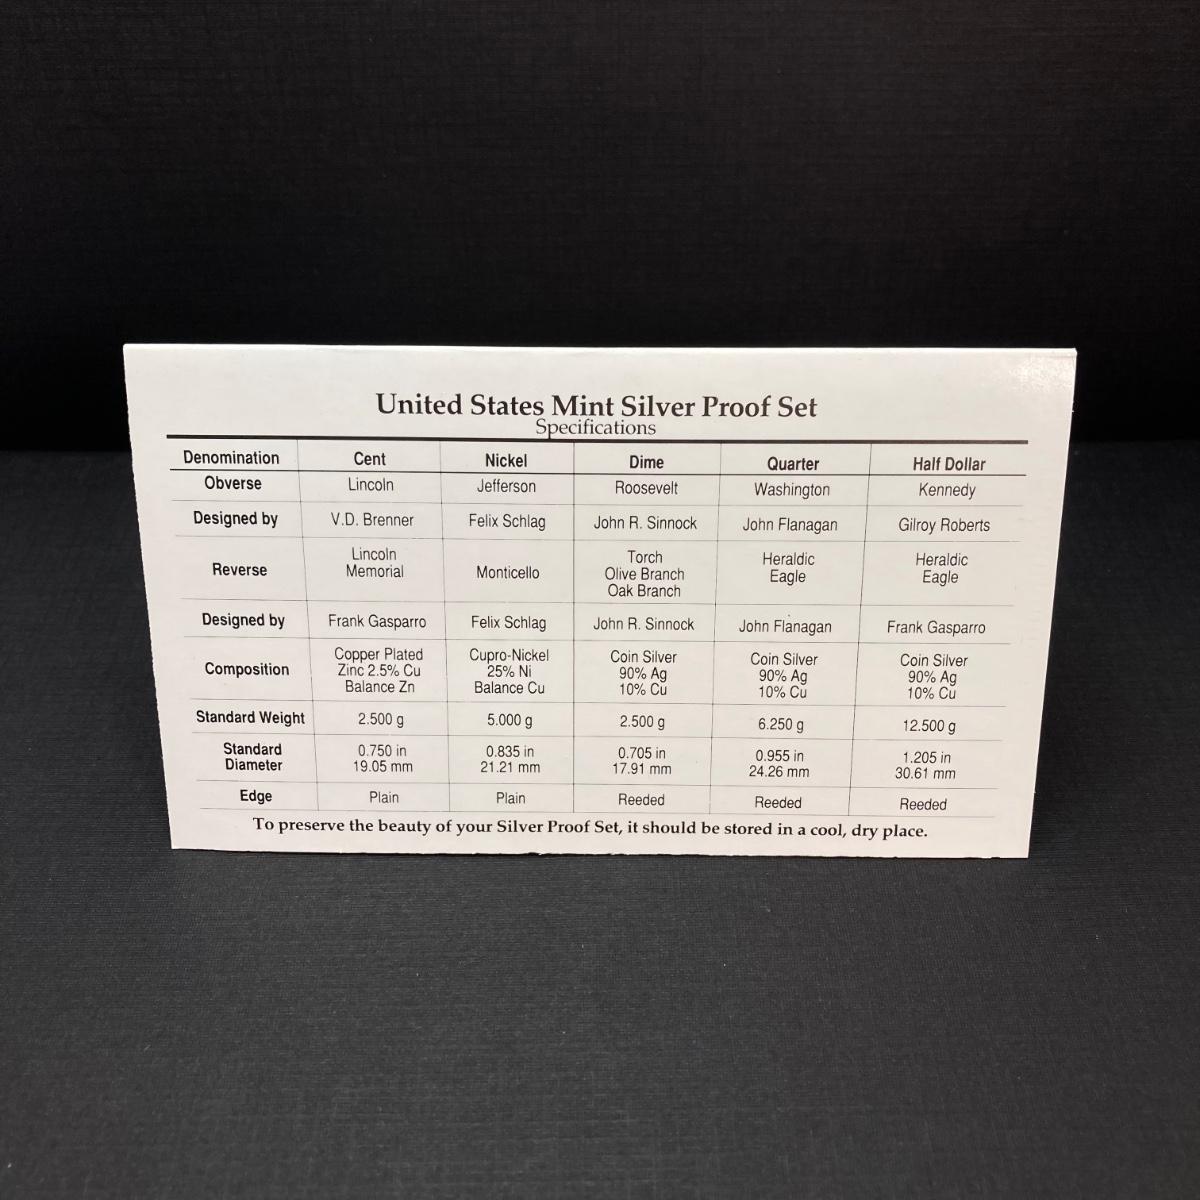 United States Mint Silver Proof Set
Specifications
Denomination Cent Nickel Dime Quarter Half Dollar
Obverse Lincoln Jefferson Roosevelt Washington Kennedy
Designed by V.D. Brenner Felix Schlag John R. Sinnock John Flanagan Gilroy Roberts
Reverse
Lincoln
Memorial
Monticello
Torch
Olive Branch
Oak Branch
Heraldic
Eagle
Heraldic
Eagle
Designed by Frank Gasparro Felix Schlag John R. Sinnock John Flanagan Frank Gasparro
Composition
Copper Plated
Zinc 2.5% Cu
Balance Zn
Cupro-Nickel
25% Ni
Balance Cu
Coin Silver
90% Ag
10% Cu
Coin Silver
90% Ag
10% Cu
Coin Silver
90% Ag
10% Cu
Standard Weight 2.500 g 5.000 g 2.500 g 6.250 g 12.500 g
Standard
Diameter
0.750 in
19.05 mm
0.835 in
21.21 mm
0.705 in
17.91 mm
0.955 in
24.26 mm
1.205 in
30.61 mm
Edge Plain Plain Reeded Reeded Reeded
To preserve the beauty of your Silver Proof Set, it should be stored in a cool, dry place.